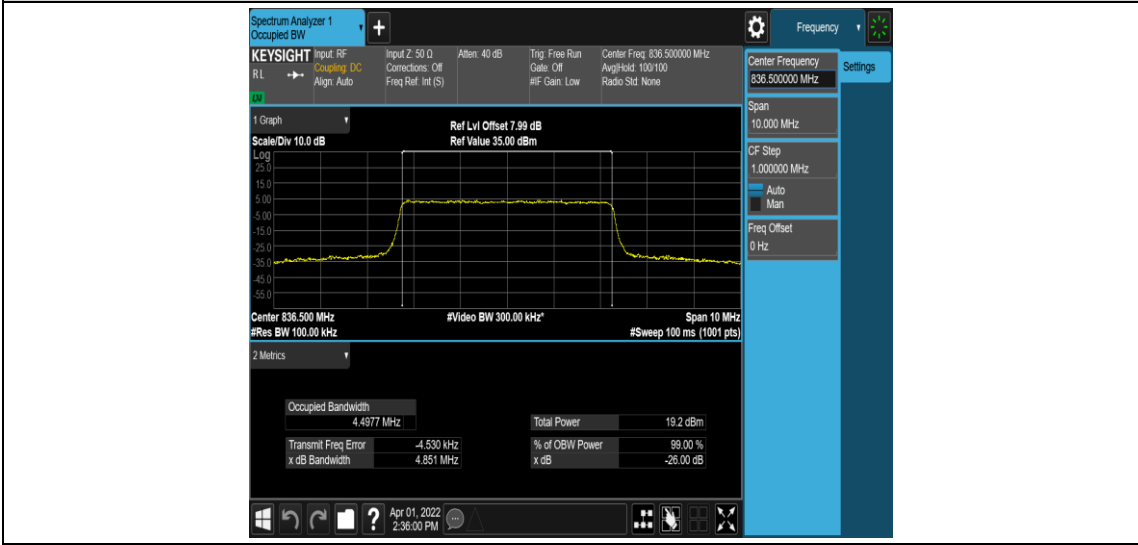 Spectrum Analyzer 1
Occupied BW
+
Frequency
KEYSIGHT
R L
LNI
Input: RF
Coupling: DC
Align: Auto
Input Z: 50 Ω
Corrections: Off
Freq Ref: Int (S)
Atten: 40 dB
Trig: Free Run
Gate: Off
#IF Gain: Low
Center Freq: 836.500000 MHz
Avg|Hold: 100/100
Radio Std: None
Center Frequency
836.500000 MHz
Settings
Span
10.000 MHz
CF Step
1.000000 MHz
Auto
Man
Freq Offset
0 Hz
1 Graph
Scale/Div 10.0 dB
Ref Lvl Offset 7.99 dB
Ref Value 35.00 dBm
Log
25.0
15.0
5.00
-5.00
-15.0
-25.0
-35.0
-45.0
-55.0
Center 836.500 MHz
#Video BW 300.00 kHz*
Span 10 MHz
#Res BW 100.00 kHz
#Sweep 100 ms (1001 pts)
2 Metrics
Occupied Bandwidth
4.4977 MHz
Total Power 19.2 dBm
Transmit Freq Error -4.530 kHz
% of OBW Power 99.00 %
x dB Bandwidth 4.851 MHz
x dB -26.00 dB
?
Apr 01, 2022
2:36:00 PM